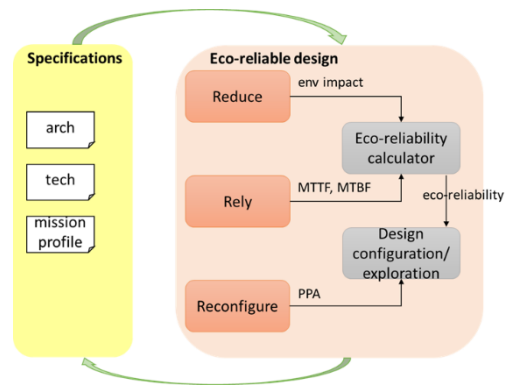 Specifications
arch
tech
mission
profile
Eco-reliable design
Reduce
env impact
Eco-reliability
calculator
Rely
MTTF, MTBF
eco-reliability
Design
configuration/
exploration
Reconfigure
PPA